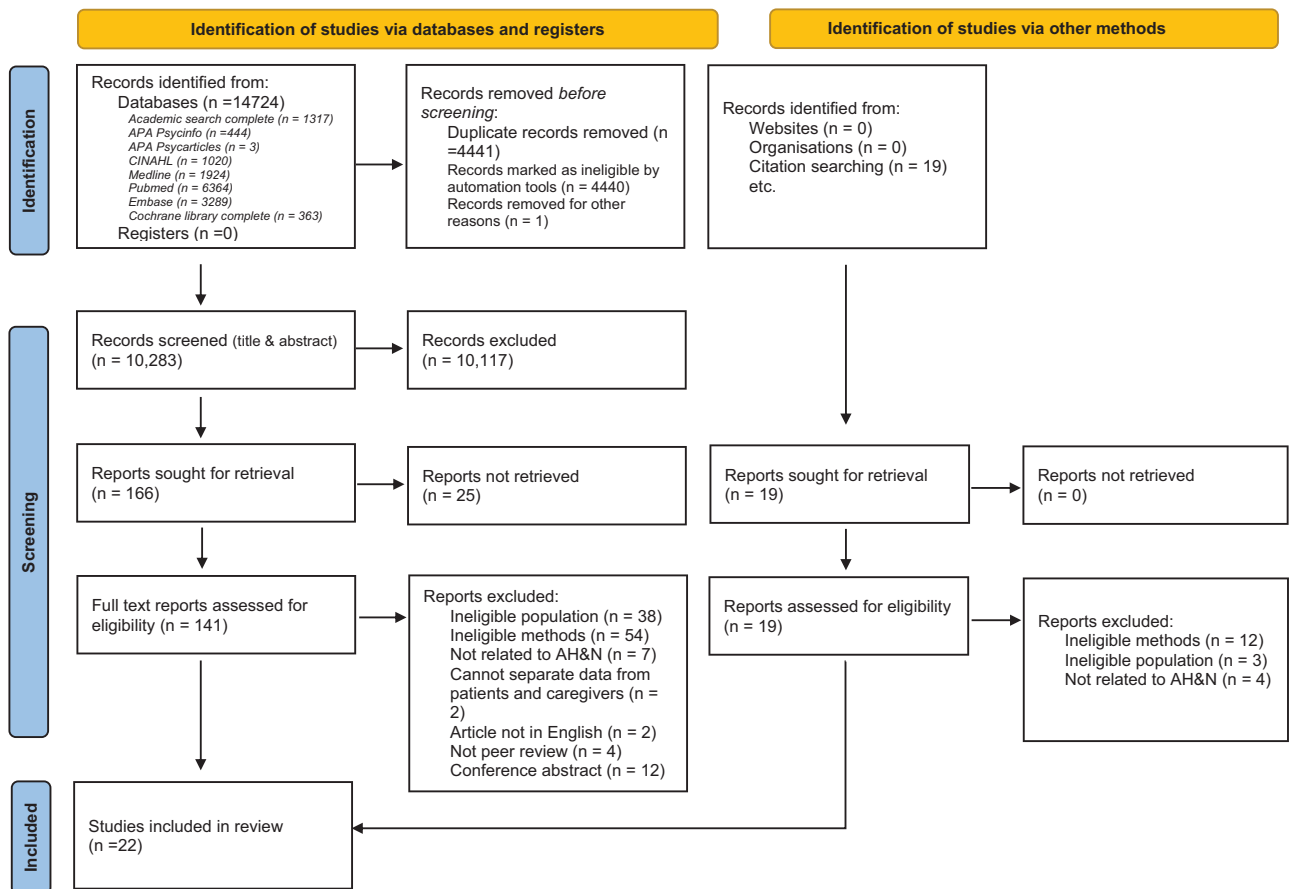 Identification of studies via databases and registers
Identification of studies via other methods
Identification
Records identified from:
Databases (n =14724)
Academic search complete (n = 1317)
APA Psycinfo (n =444)
APA Psycarticles (n = 3)
CINAHL (n = 1020)
Medline (n = 1924)
Pubmed (n = 6364)
Embase (n = 3289)
Cochrane library complete (n = 363)
Registers (n =0)
Records removed before
screening:
Duplicate records removed (n
=4441)
Records marked as ineligible by
automation tools (n = 4440)
Records removed for other
reasons (n = 1)
Records identified from:
Websites (n = 0)
Organisations (n = 0)
Citation searching (n = 19)
etc.
Screening
Records screened (title & abstract)
(n = 10,283)
Records excluded
(n = 10,117)
Reports sought for retrieval
(n = 166)
Reports not retrieved
(n = 25)
Reports sought for retrieval
(n = 19)
Reports not retrieved
(n = 0)
Full text reports assessed for
eligibility (n = 141)
Reports excluded:
Ineligible population (n = 38)
Ineligible methods (n = 54)
Not related to AH&N (n = 7)
Cannot separate data from
patients and caregivers (n =
2)
Article not in English (n = 2)
Not peer review (n = 4)
Conference abstract (n = 12)
Reports assessed for eligibility
(n = 19)
Reports excluded:
Ineligible methods (n = 12)
Ineligible population (n = 3)
Not related to AH&N (n = 4)
Included
Studies included in review
(n =22)